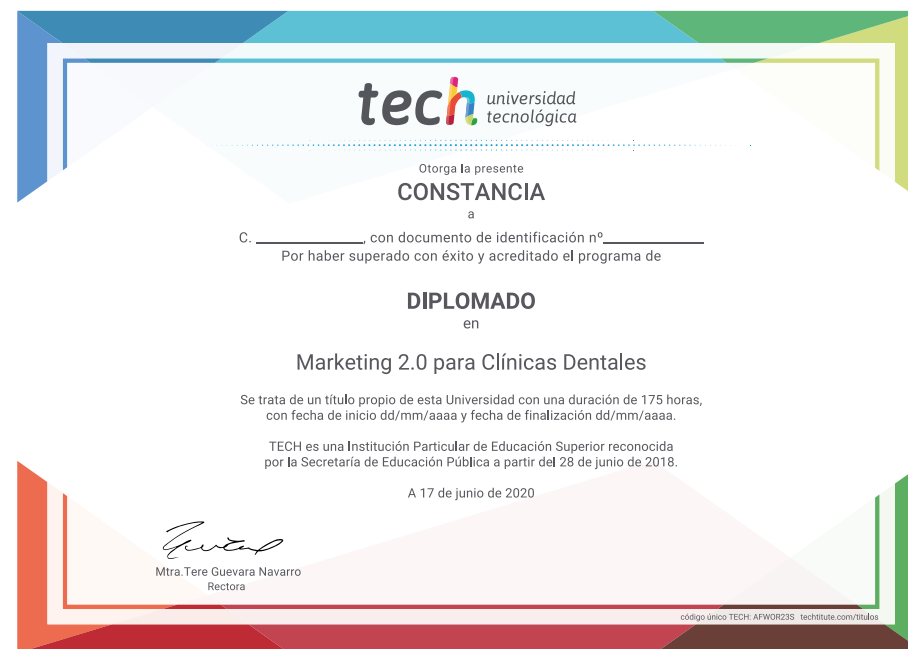 tech universidad
tecnológica
Otorga la presente
CONSTANCIA
a
C. ____________, con documento de identificación nº____________
Por haber superado con éxito y acreditado el programa de
DIPLOMADO
en
Marketing 2.0 para Clínicas Dentales
Se trata de un título propio de esta Universidad con una duración de 175 horas,
con fecha de inicio dd/mm/aaaa y fecha de finalización dd/mm/aaaa.
TECH es una Institución Particular de Educación Superior reconocida
por la Secretaría de Educación Pública a partir del 28 de junio de 2018.
A 17 de junio de 2020
Mtra.Tere Guevara Navarro
Rectora
código único TECH: AFWOR23S techtitute.com/titulos